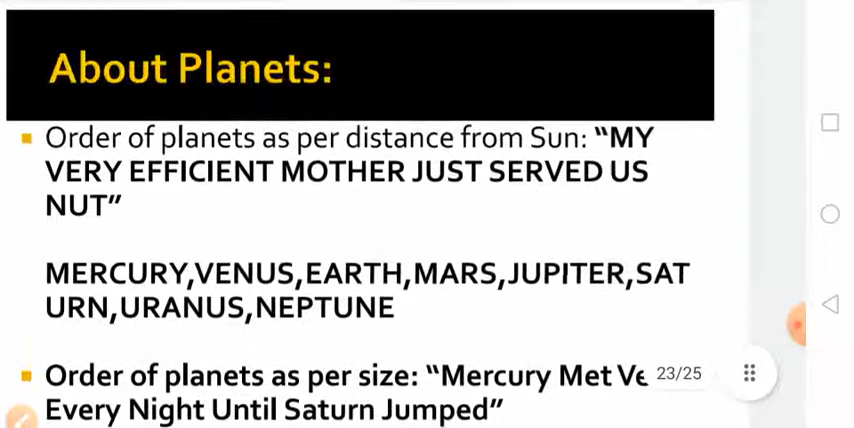 About Planets:
Order of planets as per distance from Sun: "MY
VERY EFFICIENT MOTHER JUST SERVED US
NUT"
MERCURY,VENUS,EARTH,MARS,JUPITER,SAT
URN,URANUS,NEPTUNE
Order of planets as per size: "Mercury Met
23/25
Every Night Until Saturn Jumped"